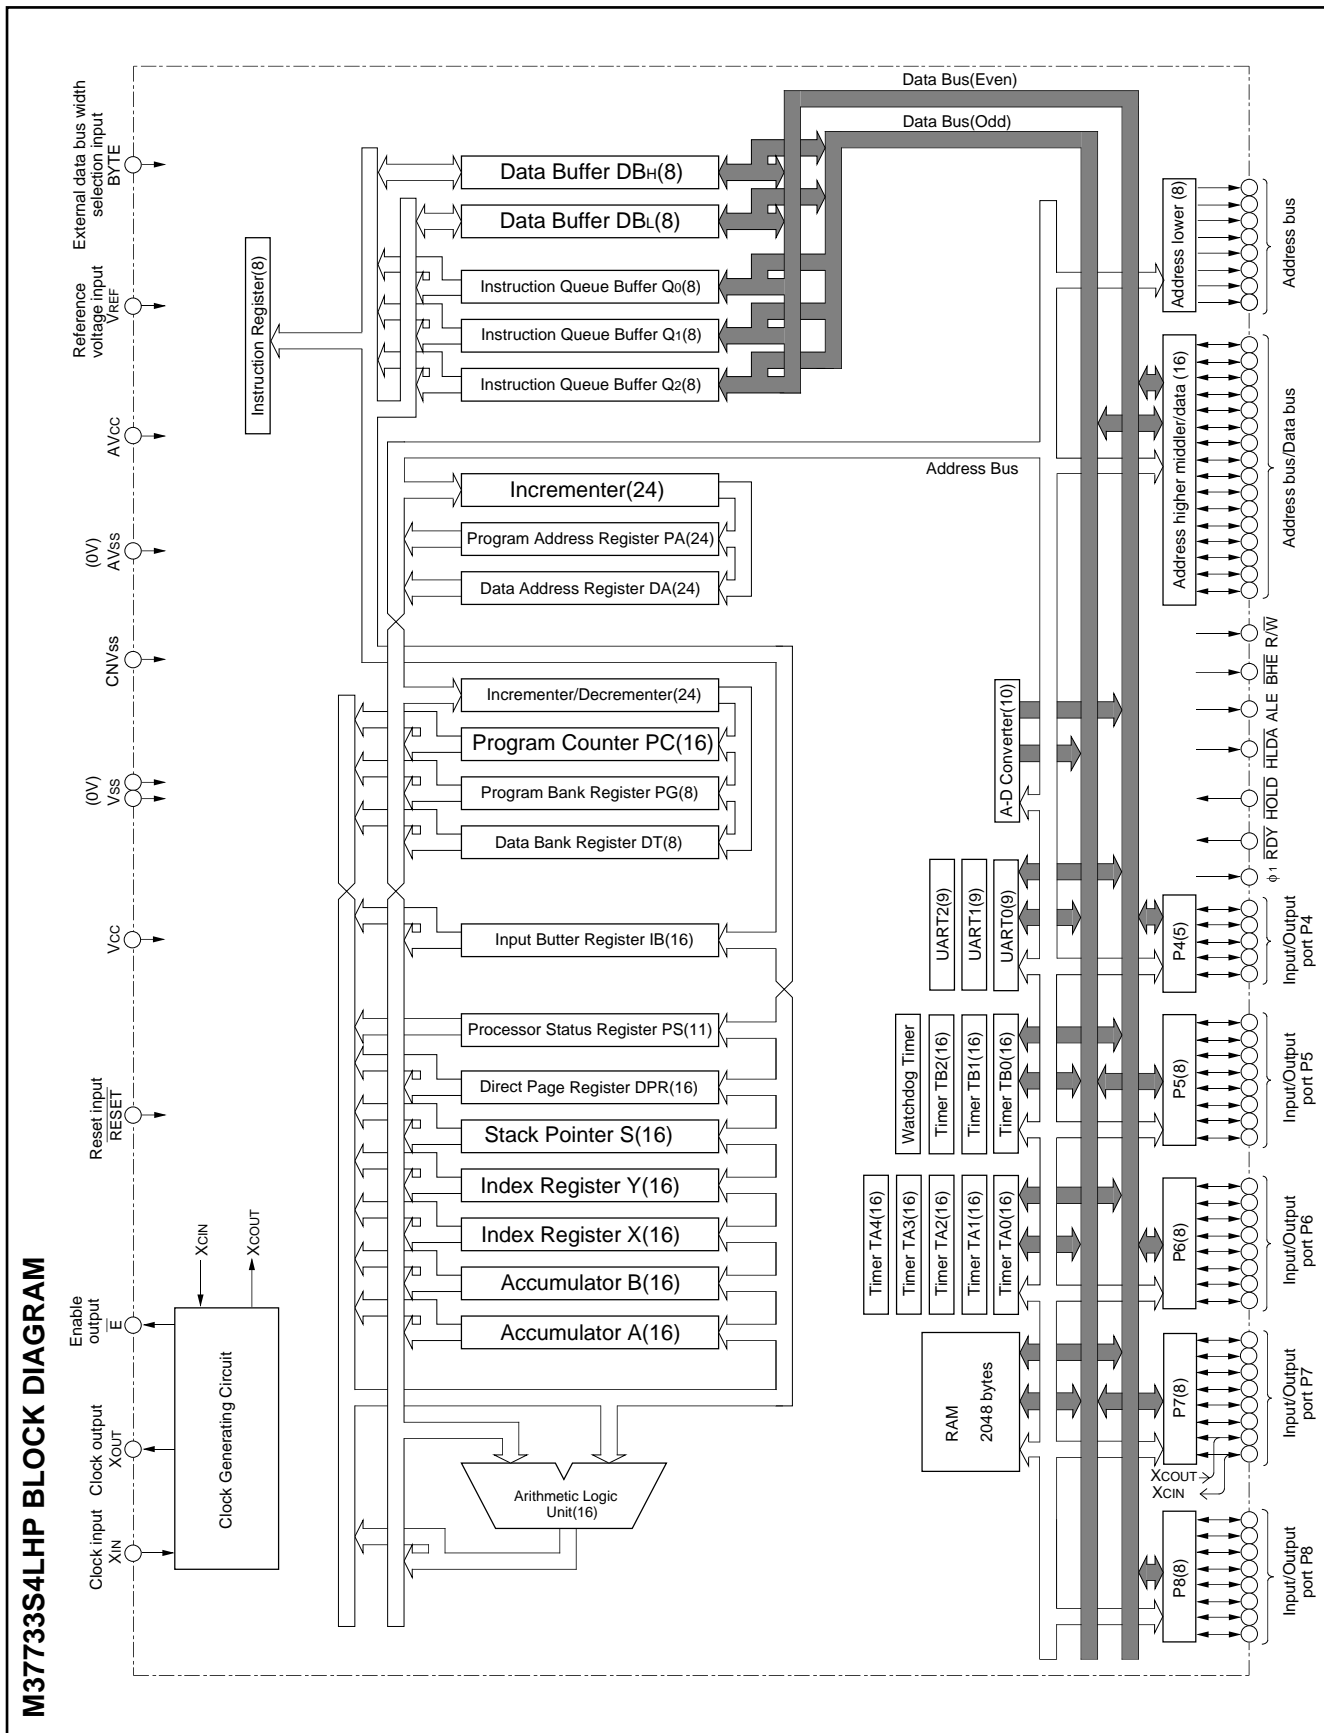 M37733S4LHP BLOCK DIAGRAM
Clock input
XIN
Clock output
XOUT
Enable
output
E
Reset input
RESET
VCC
(0V)
VSS
CNVss
(0V)
AVSS
AVCC
Reference
voltage input
VREF
External data bus width
selection input
BYTE
Clock Generating Circuit
XCIN
XCOUT
Instruction Register(8)
Data Buffer DBH(8)
Data Buffer DBL(8)
Instruction Queue Buffer Q0(8)
Instruction Queue Buffer Q1(8)
Instruction Queue Buffer Q2(8)
Incrementer(24)
Program Address Register PA(24)
Data Address Register DA(24)
Incrementer/Decrementer(24)
Program Counter PC(16)
Program Bank Register PG(8)
Data Bank Register DT(8)
Input Butter Register IB(16)
Processor Status Register PS(11)
Direct Page Register DPR(16)
Stack Pointer S(16)
Index Register Y(16)
Index Register X(16)
Accumulator B(16)
Accumulator A(16)
Arithmetic Logic
Unit(16)
Data Bus(Even)
Data Bus(Odd)
Address Bus
A-D Converter(10)
UART2(9)
UART1(9)
UART0(9)
Watchdog Timer
Timer TB2(16)
Timer TB1(16)
Timer TB0(16)
Timer TA4(16)
Timer TA3(16)
Timer TA2(16)
Timer TA1(16)
Timer TA0(16)
RAM
2048 bytes
Address lower (8)
Address bus
Address higher middler/data (16)
Address bus/Data bus
R/W
BHE
ALE
HLDA
HOLD
RDY
ϕ1
P4(5)
Input/Output
port P4
P5(8)
Input/Output
port P5
P6(8)
Input/Output
port P6
P7(8)
Input/Output
port P7
XCOUT
XCIN
P8(8)
Input/Output
port P8